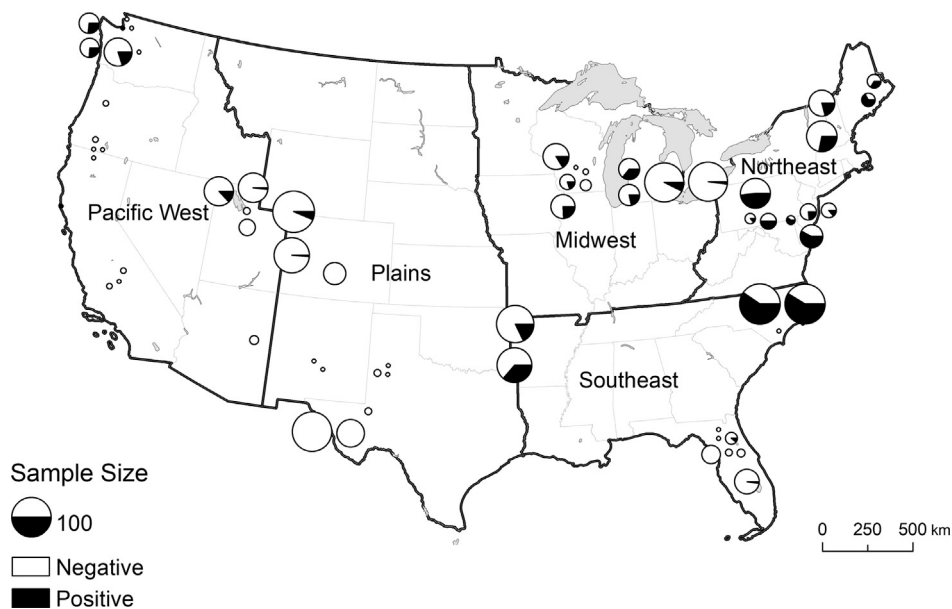 Northeast
Pacific West
Midwest
Plains
Southeast
Sample Size
100
Negative
Positive
0 250 500 km